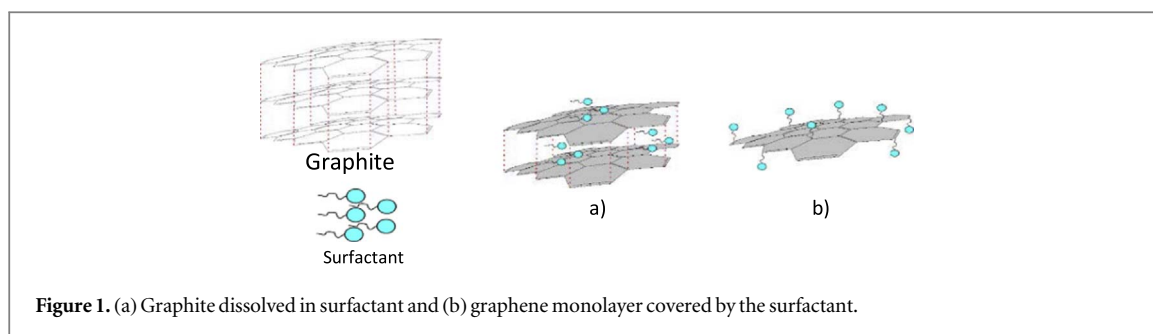 Graphite
Surfactant
a)
b)
Figure 1. (a) Graphite dissolved in surfactant and (b) graphene monolayer covered by the surfactant.